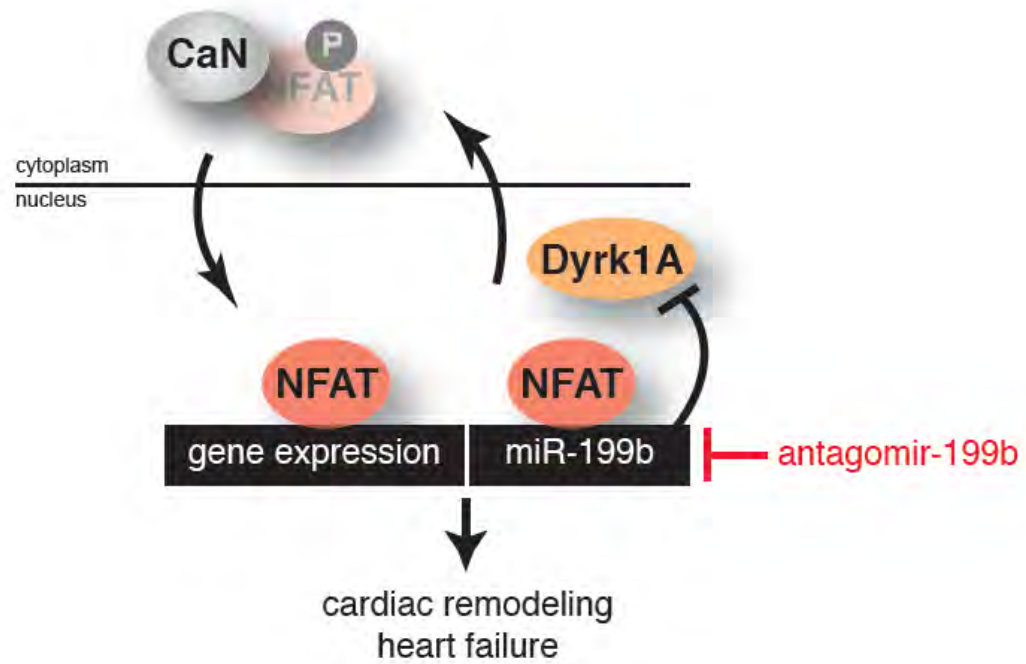 CaN
P
NFAT
cytoplasm
nucleus
Dyrk1A
NFAT
NFAT
gene expression
miR-199b
antagomir-199b
cardiac remodeling
heart failure